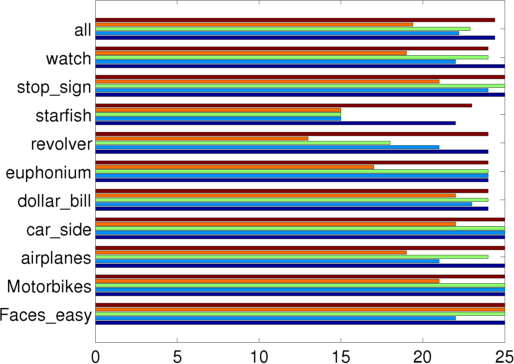 all
watch
stop_sign
starfish
revolver
euphonium
dollar_bill
car_side
airplanes
Motorbikes
Faces_easy
0 5 10 15 20 25